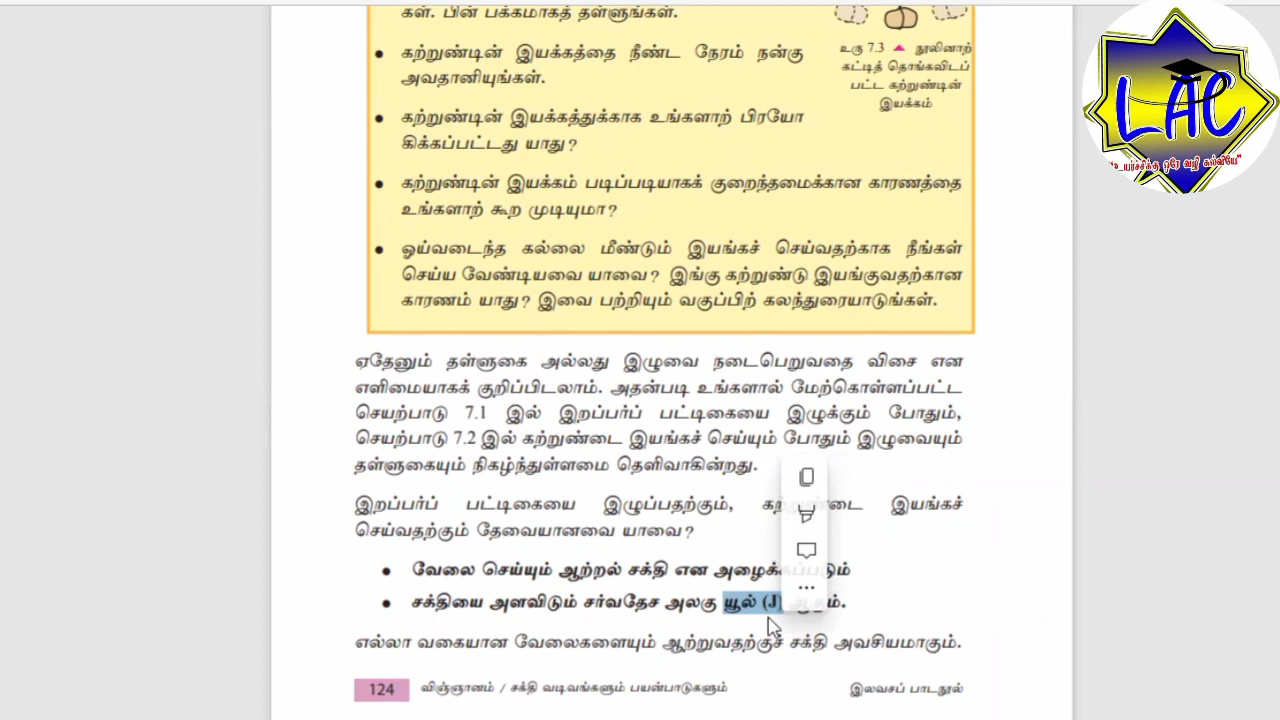 கள். பின் பக்கமாகத் தள்ளுங்கள்.
• கற்றுண்டின் இயக்கத்தை நீண்ட நேரம் நன்கு
அவதானியுங்கள்.
உரு 7.3 ▲ நூலினாற்
கட்டித் தொங்கவிடப்
பட்ட கற்றுண்டின்
இயக்கம்
• கற்றுண்டின் இயக்கத்துக்காக உங்களாற் பிரயோ
கிக்கப்பட்டது யாது?
• கற்றுண்டின் இயக்கம் படிப்படியாகக் குறைந்தமைக்கான காரணத்தை
உங்களாற் கூற முடியுமா?
• ஓய்வடைந்த கல்லை மீண்டும் இயங்கச் செய்வதற்காக நீங்கள்
செய்ய வேண்டியவை யாவை? இங்கு கற்றுண்டு இயங்குவதற்கான
காரணம் யாது? இவை பற்றியும் வகுப்பிற் கலந்துரையாடுங்கள்.
ஏதேனும் தள்ளுகை அல்லது இழுவை நடைபெறுவதை விசை என
எளிமையாகக் குறிப்பிடலாம். அதன்படி உங்களால் மேற்கொள்ளப்பட்ட
செயற்பாடு 7.1 இல் இறப்பர்ப் பட்டிகையை இழுக்கும் போதும்,
செயற்பாடு 7.2 இல் கற்றுண்டை இயங்கச் செய்யும் போதும் இழுவையும்
தள்ளுகையும் நிகழ்ந்துள்ளமை தெளிவாகின்றது.
இறப்பர்ப் பட்டிகையை இழுப்பதற்கும், கற்றுண்டை இயங்கச்
செய்வதற்கும் தேவையானவை யாவை?
• வேலை செய்யும் ஆற்றல் சக்தி என அழைக்கப்படும்
• சக்தியை அளவிடும் சர்வதேச அலகு யூல் (J) ஆகும்.
எல்லா வகையான வேலைகளையும் ஆற்றுவதற்குச் சக்தி அவசியமாகும்.
124 விஞ்ஞானம் / சக்தி வடிவங்களும் பயன்பாடுகளும் இலவசப் பாடநூல்
LAC
ஒரே வழி கல்வியே"